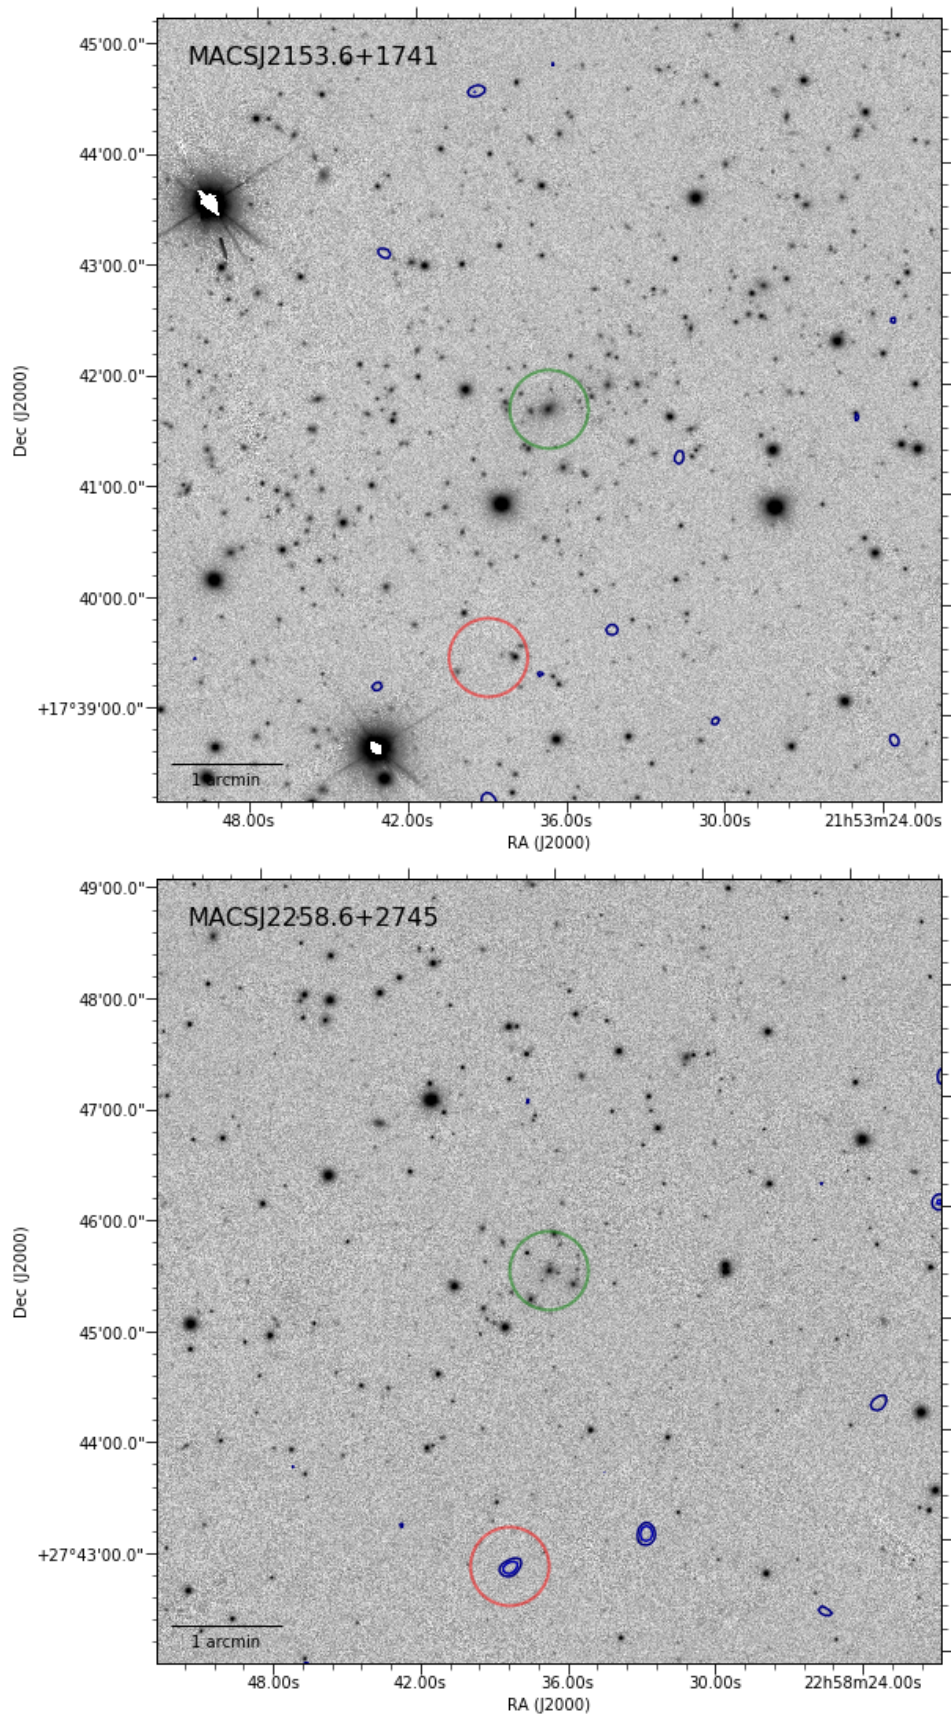 MACSJ2153.6+1741
45'00.0"
44'00.0"
43'00.0"
42'00.0"
41'00.0"
40'00.0"
+17°39'00.0"
Dec (J2000)
1 arcmin
48.00s 42.00s 36.00s 30.00s 21h53m24.00s
RA (J2000)
MACSJ2258.6+2745
49'00.0"
48'00.0"
47'00.0"
46'00.0"
45'00.0"
44'00.0"
+27°43'00.0"
Dec (J2000)
1 arcmin
48.00s 42.00s 36.00s 30.00s 22h58m24.00s
RA (J2000)